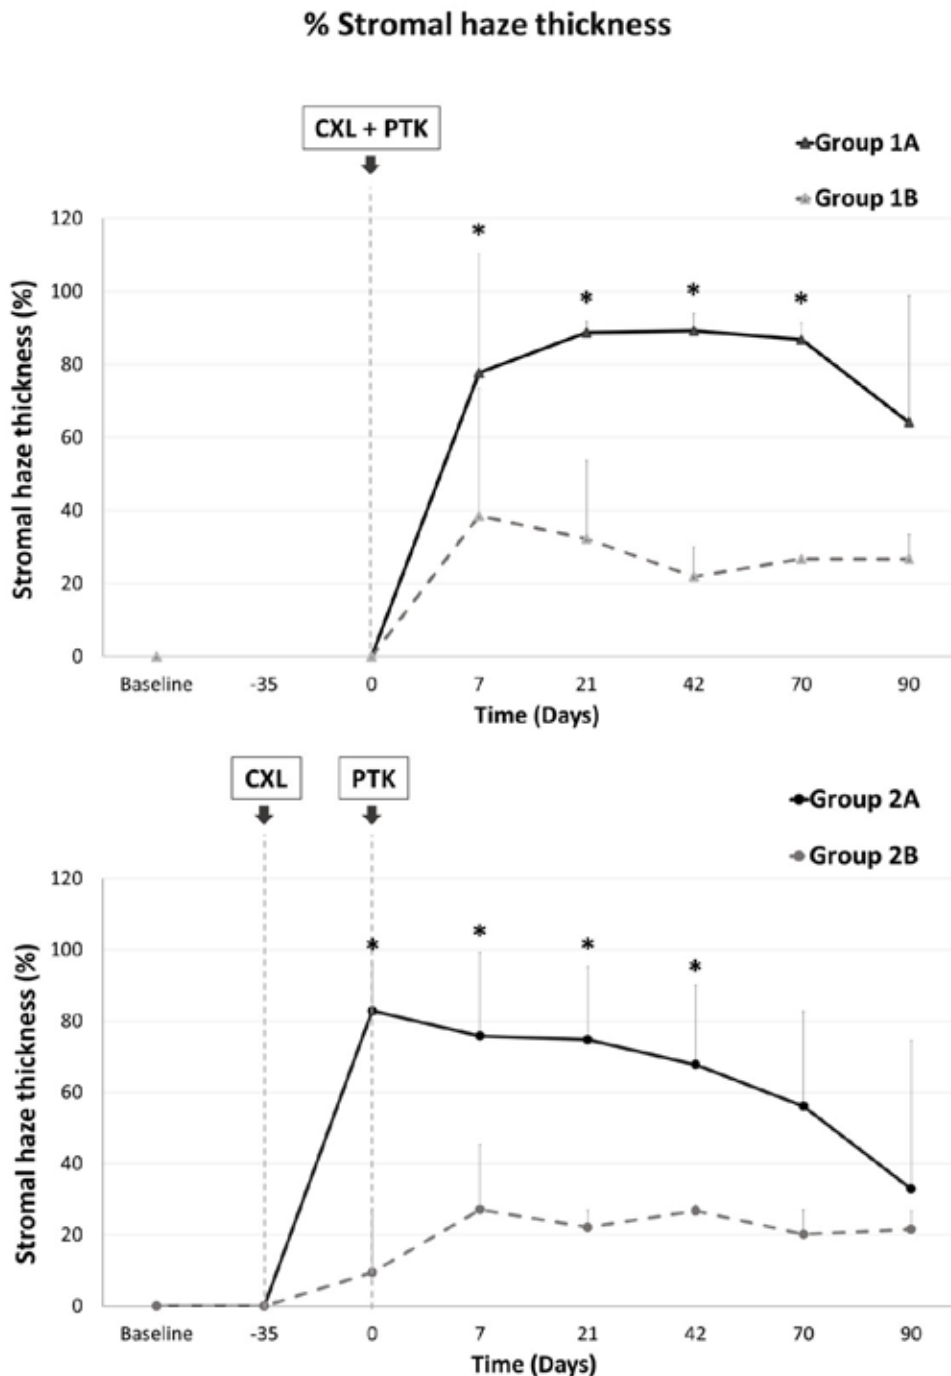 % Stromal haze thickness
CXL + PTK
Group 1A
Group 1B
Stromal haze thickness (%)
120
*
100
* * *
80
60
40
20
0
Baseline -35 0 7 21 42 70 90
Time (Days)
CXL PTK
Group 2A
Group 2B
Stromal haze thickness (%)
120
100
* * * *
80
60
40
20
0
Baseline -35 0 7 21 42 70 90
Time (Days)